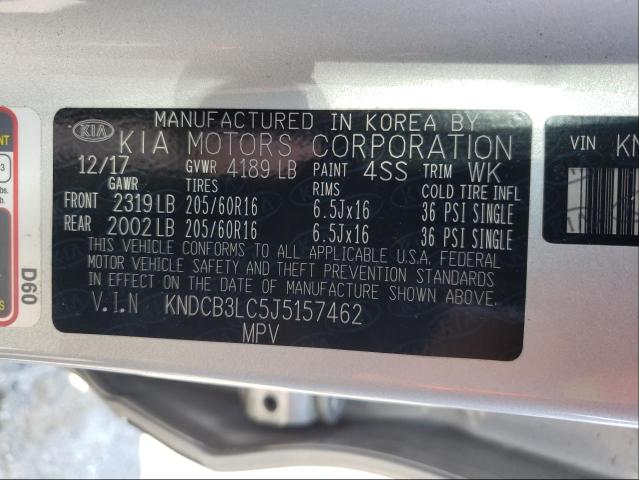 MANUFACTURED IN KOREA BY
KIA KIA MOTORS CORPORATION
12/17 GVWR 4189 LB PAINT 4SS TRIM WK
GAWR TIRES RIMS COLD TIRE INFL
FRONT 2319 LB 205/60R16 6.5Jx16 36 PSI SINGLE
REAR 2002 LB 205/60R16 6.5Jx16 36 PSI SINGLE
THIS VEHICLE CONFORMS TO ALL APPLICABLE U.S.A. FEDERAL
MOTOR VEHICLE SAFETY AND THEFT PREVENTION STANDARDS
IN EFFECT ON THE DATE OF MANUFACTURE SHOWN ABOVE.
V.I.N KNDCB3LC5J5157462
MPV
D60
VIN KN